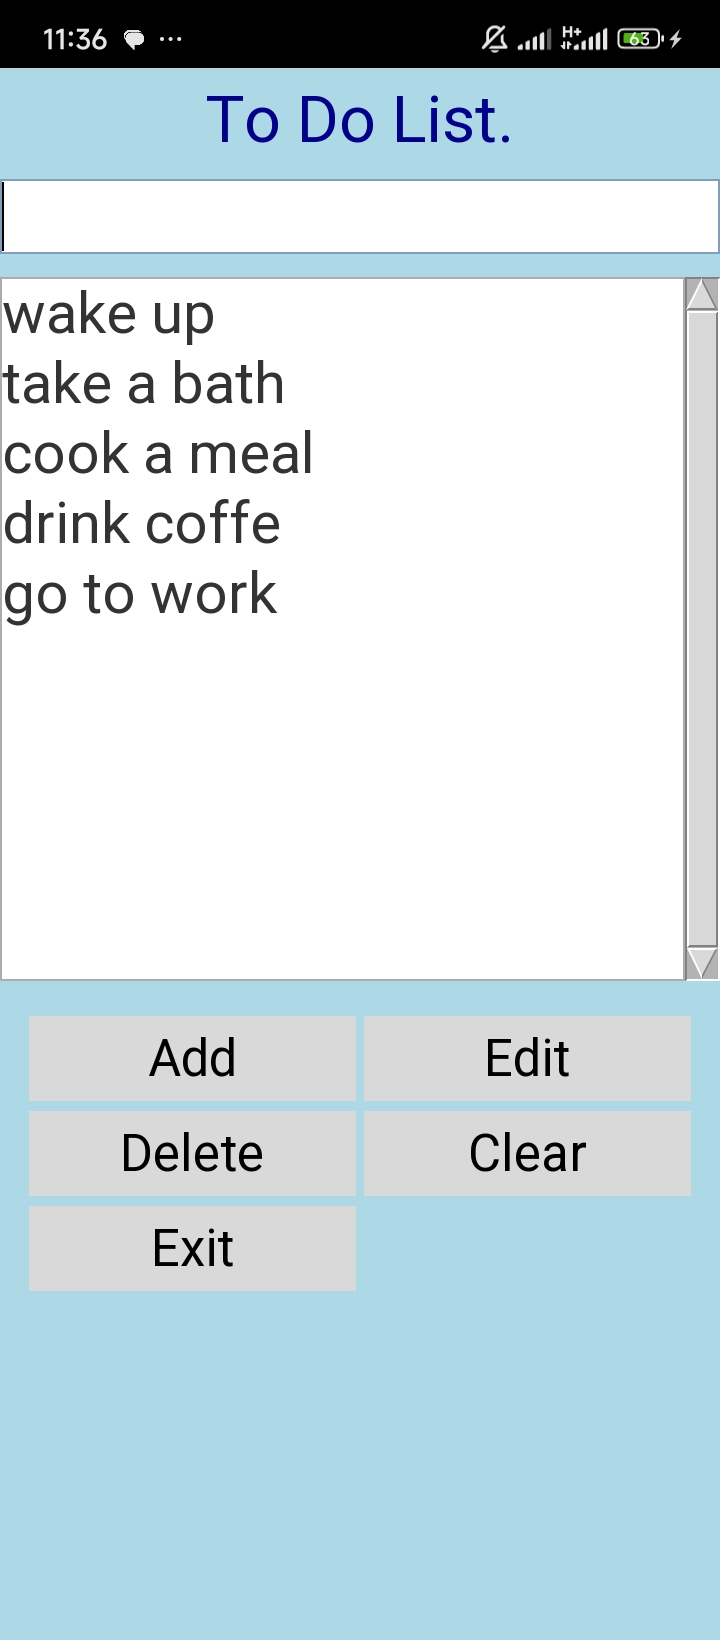 11:36 H+ 63
To Do List.
wake up
take a bath
cook a meal
drink coffe
go to work
Add Edit
Delete Clear
Exit